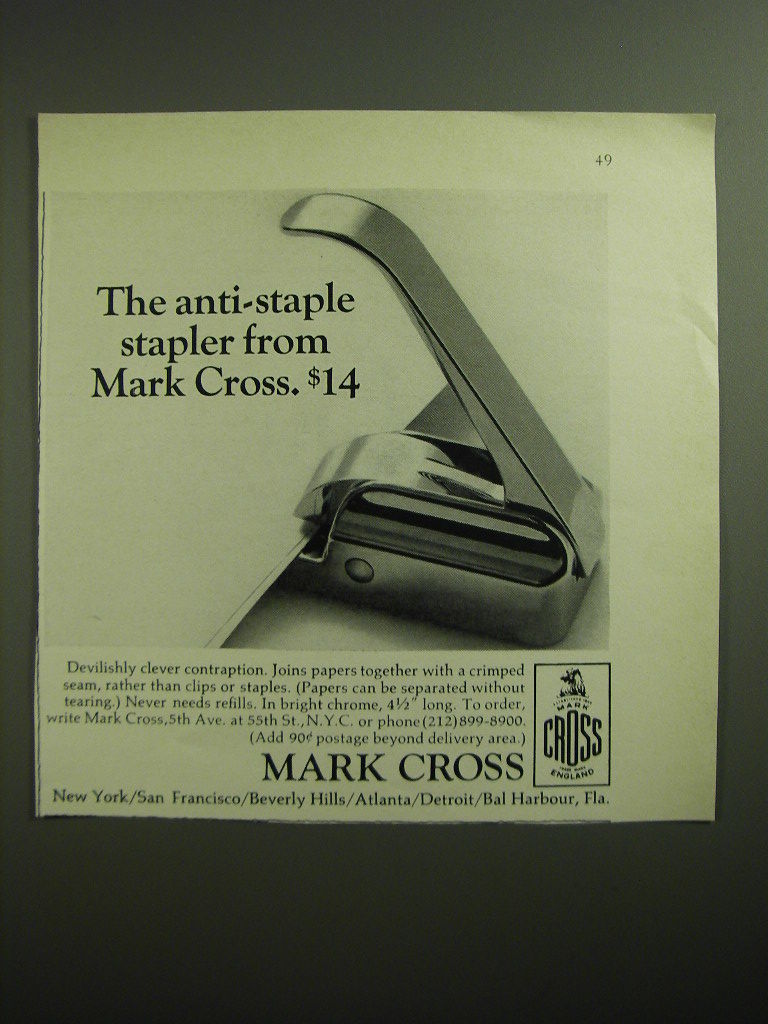 49
The anti-staple
stapler from
Mark Cross. $14
Devilishly clever contraption. Joins papers together with a crimped
seam, rather than clips or staples. (Papers can be separated without
tearing.) Never needs refills. In bright chrome, 4½" long. To order,
write Mark Cross, 5th Ave. at 55th St., N.Y.C. or phone (212) 899-8900.
(Add 90¢ postage beyond delivery area.)
MARK CROSS
MARK
CROSS
ENGLAND
New York/San Francisco/Beverly Hills/Atlanta/Detroit/Bal Harbour, Fla.